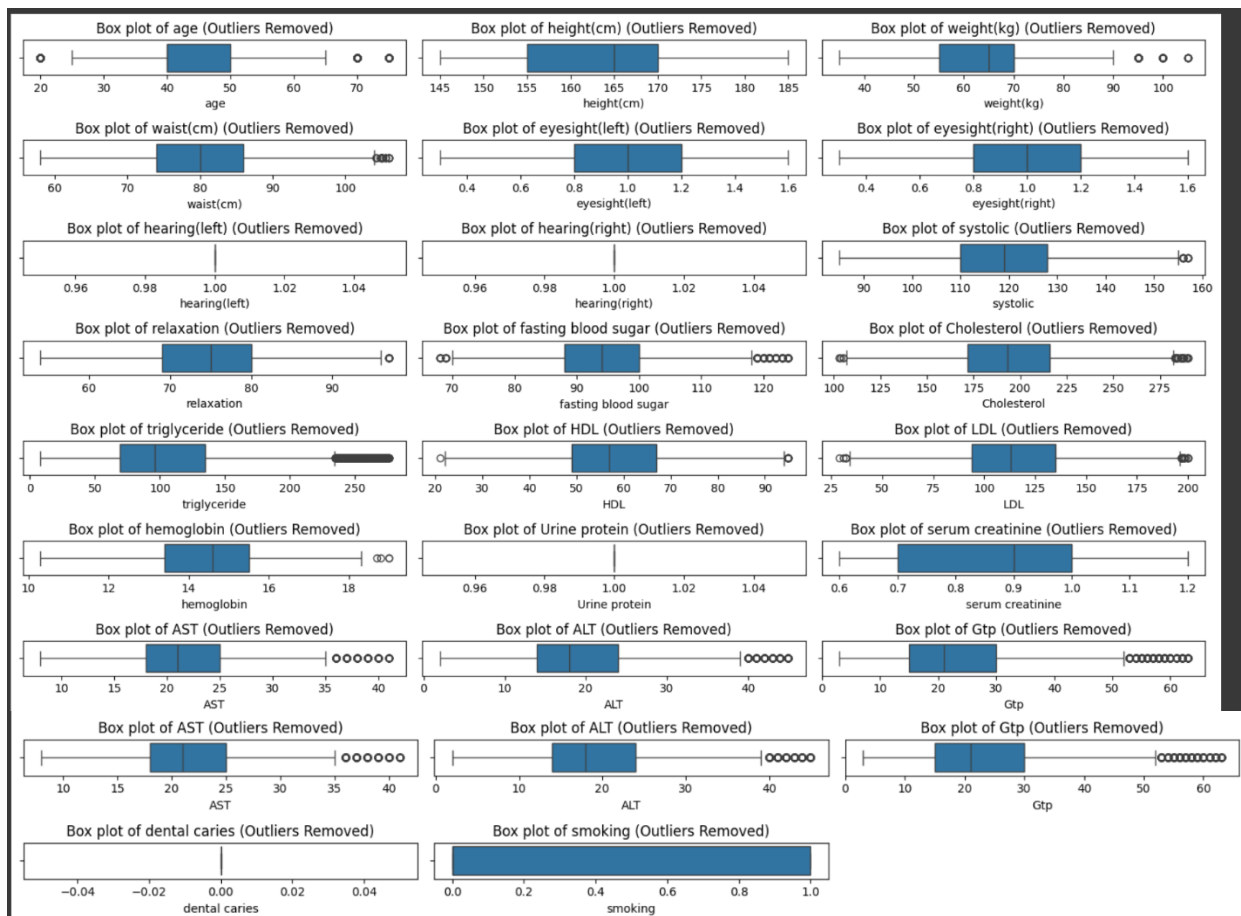 Box plot of age (Outliers Removed)
20 30 40 50 60 70
age
Box plot of height(cm) (Outliers Removed)
145 150 155 160 165 170 175 180 185
height(cm)
Box plot of weight(kg) (Outliers Removed)
40 50 60 70 80 90 100
weight(kg)
Box plot of waist(cm) (Outliers Removed)
60 70 80 90 100
waist(cm)
Box plot of eyesight(left) (Outliers Removed)
0.4 0.6 0.8 1.0 1.2 1.4 1.6
eyesight(left)
Box plot of eyesight(right) (Outliers Removed)
0.4 0.6 0.8 1.0 1.2 1.4 1.6
eyesight(right)
Box plot of hearing(left) (Outliers Removed)
0.96 0.98 1.00 1.02 1.04
hearing(left)
Box plot of hearing(right) (Outliers Removed)
0.96 0.98 1.00 1.02 1.04
hearing(right)
Box plot of systolic (Outliers Removed)
90 100 110 120 130 140 150 160
systolic
Box plot of relaxation (Outliers Removed)
60 70 80 90
relaxation
Box plot of fasting blood sugar (Outliers Removed)
70 80 90 100 110 120
fasting blood sugar
Box plot of Cholesterol (Outliers Removed)
100 125 150 175 200 225 250 275
Cholesterol
Box plot of triglyceride (Outliers Removed)
0 50 100 150 200 250
triglyceride
Box plot of HDL (Outliers Removed)
20 30 40 50 60 70 80 90
HDL
Box plot of LDL (Outliers Removed)
25 50 75 100 125 150 175 200
LDL
Box plot of hemoglobin (Outliers Removed)
10 12 14 16 18
hemoglobin
Box plot of Urine protein (Outliers Removed)
0.96 0.98 1.00 1.02 1.04
Urine protein
Box plot of serum creatinine (Outliers Removed)
0.6 0.7 0.8 0.9 1.0 1.1 1.2
serum creatinine
Box plot of AST (Outliers Removed)
10 15 20 25 30 35 40
AST
Box plot of ALT (Outliers Removed)
0 10 20 30 40
ALT
Box plot of Gtp (Outliers Removed)
0 10 20 30 40 50 60
Gtp
Box plot of AST (Outliers Removed)
10 15 20 25 30 35 40
AST
Box plot of ALT (Outliers Removed)
0 10 20 30 40
ALT
Box plot of Gtp (Outliers Removed)
0 10 20 30 40 50 60
Gtp
Box plot of dental caries (Outliers Removed)
−0.04 −0.02 0.00 0.02 0.04
dental caries
Box plot of smoking (Outliers Removed)
0.0 0.2 0.4 0.6 0.8 1.0
smoking